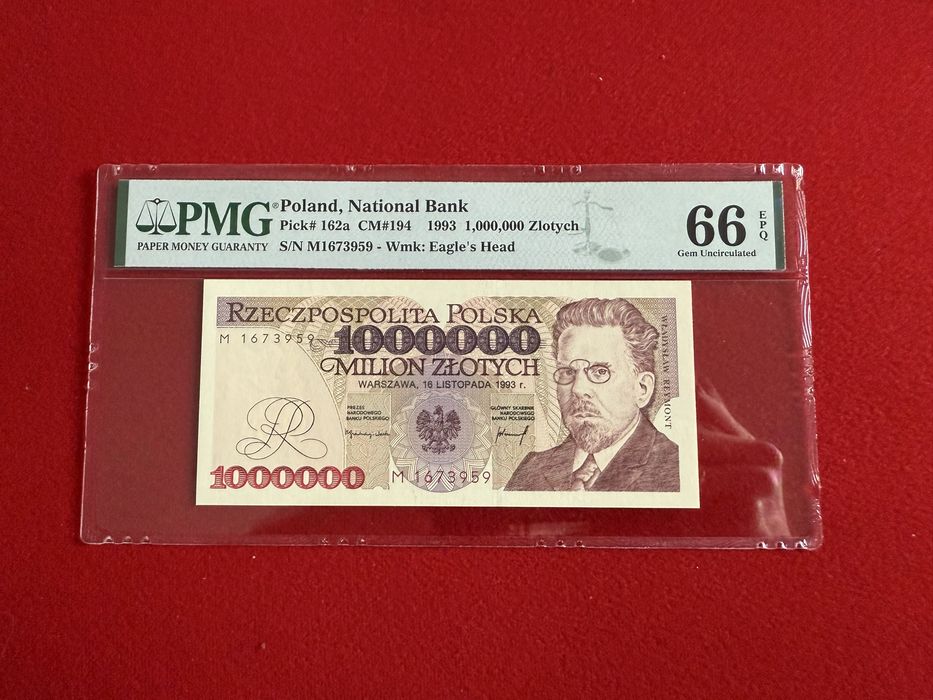 PMG®
PAPER MONEY GUARANTY
Poland, National Bank
Pick# 162a CM#194 1993 1,000,000 Zlotych
S/N M1673959 - Wmk: Eagle's Head
66 EPQ
Gem Uncirculated
RZECZPOSPOLITA POLSKA
M 1673959
1000000
MILION ZŁOTYCH
WARSZAWA, 16 LISTOPADA 1993 r.
PREZES
NARODOWEGO
BANKU POLSKIEGO
GŁÓWNY SKARBNIK
NARODOWEGO
BANKU POLSKIEGO
1000000
M 1673959
WŁADYSŁAW REYMONT